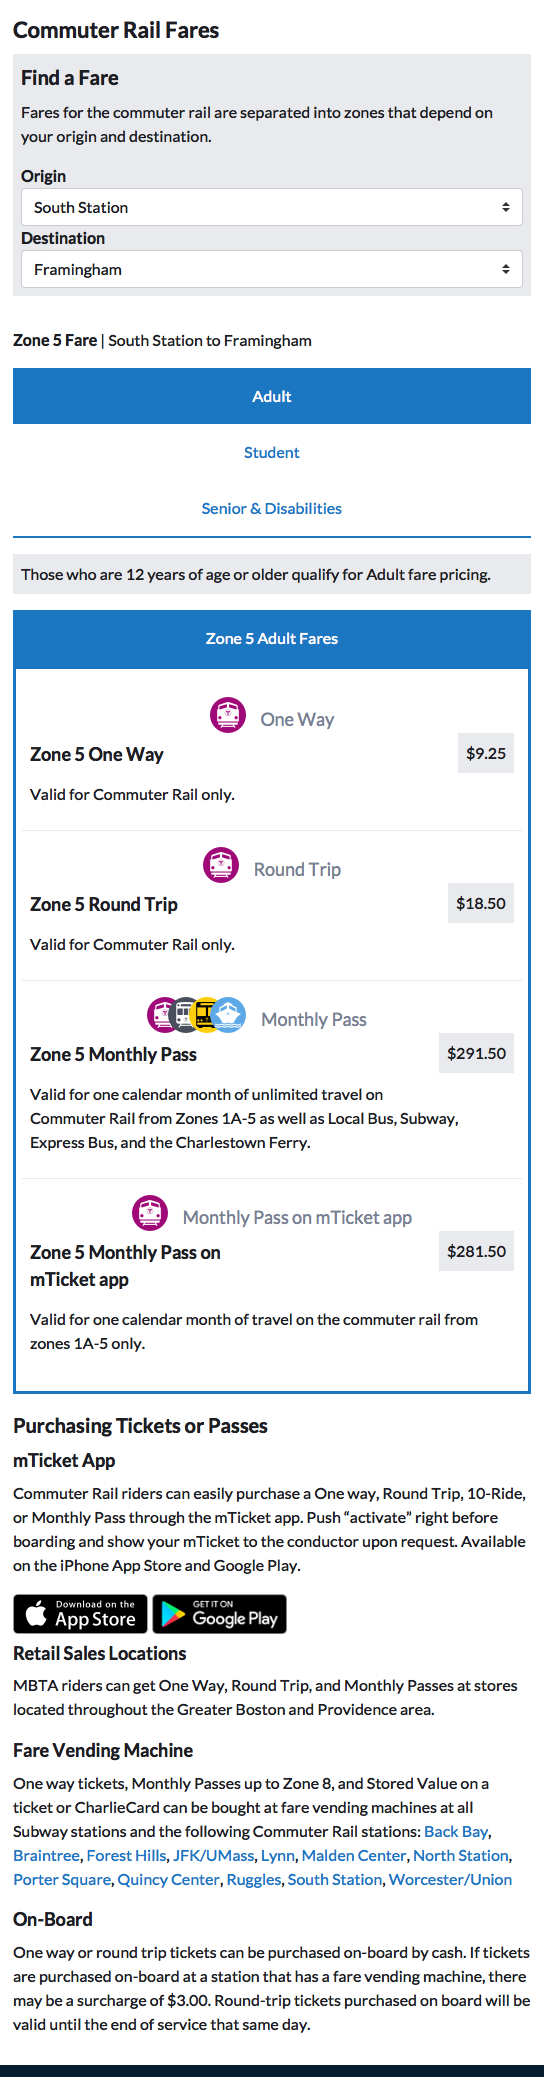 Commuter Rail Fares
Find a Fare
Fares for the commuter rail are separated into zones that depend on
your origin and destination.
Origin
South Station
Destination
Framingham
Zone 5 Fare | South Station to Framingham
Adult
Student
Senior & Disabilities
Those who are 12 years of age or older qualify for Adult fare pricing.
Zone 5 Adult Fares
One Way
Zone 5 One Way
$9.25
Valid for Commuter Rail only.
Round Trip
Zone 5 Round Trip
$18.50
Valid for Commuter Rail only.
Monthly Pass
Zone 5 Monthly Pass
$291.50
Valid for one calendar month of unlimited travel on
Commuter Rail from Zones 1A-5 as well as Local Bus, Subway,
Express Bus, and the Charlestown Ferry.
Monthly Pass on mTicket app
Zone 5 Monthly Pass on
mTicket app
$281.50
Valid for one calendar month of travel on the commuter rail from
zones 1A-5 only.
Purchasing Tickets or Passes
mTicket App
Commuter Rail riders can easily purchase a One way, Round Trip, 10-Ride,
or Monthly Pass through the mTicket app. Push “activate” right before
boarding and show your mTicket to the conductor upon request. Available
on the iPhone App Store and Google Play.
Download on the
App Store
GET IT ON
Google Play
Retail Sales Locations
MBTA riders can get One Way, Round Trip, and Monthly Passes at stores
located throughout the Greater Boston and Providence area.
Fare Vending Machine
One way tickets, Monthly Passes up to Zone 8, and Stored Value on a
ticket or CharlieCard can be bought at fare vending machines at all
Subway stations and the following Commuter Rail stations: Back Bay,
Braintree, Forest Hills, JFK/UMass, Lynn, Malden Center, North Station,
Porter Square, Quincy Center, Ruggles, South Station, Worcester/Union
On-Board
One way or round trip tickets can be purchased on-board by cash. If tickets
are purchased on-board at a station that has a fare vending machine, there
may be a surcharge of $3.00. Round-trip tickets purchased on board will be
valid until the end of service that same day.